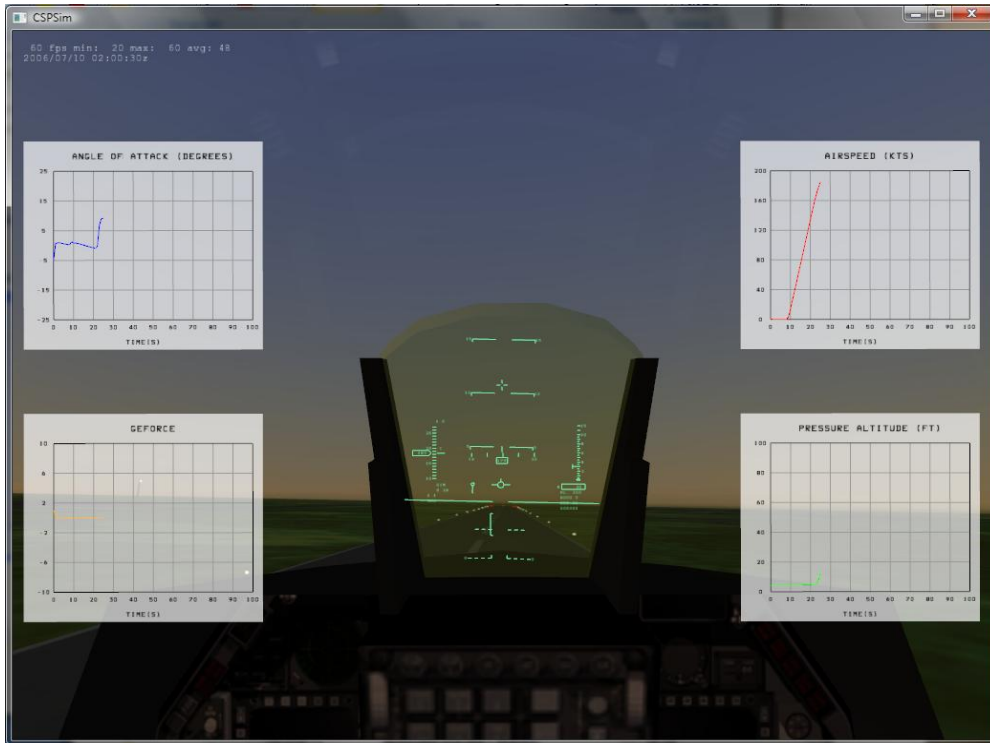 CSPSim
60 fps min: 20 max: 60 avg: 48
2006/07/10 02:00:30z
ANGLE OF ATTACK (DEGREES)
25
15
5
-5
-15
-25
0 10 20 30 40 50 60 70 80 90 100
TIME(S)
AIRSPEED (KTS)
200
160
120
80
40
0
0 10 20 30 40 50 60 70 80 90 100
TIME(S)
GEFORCE
10
6
2
-2
-6
-10
0 10 20 30 40 50 60 70 80 90 100
TIME(S)
PRESSURE ALTITUDE (FT)
100
80
60
40
20
0
0 10 20 30 40 50 60 70 80 90 100
TIME(S)